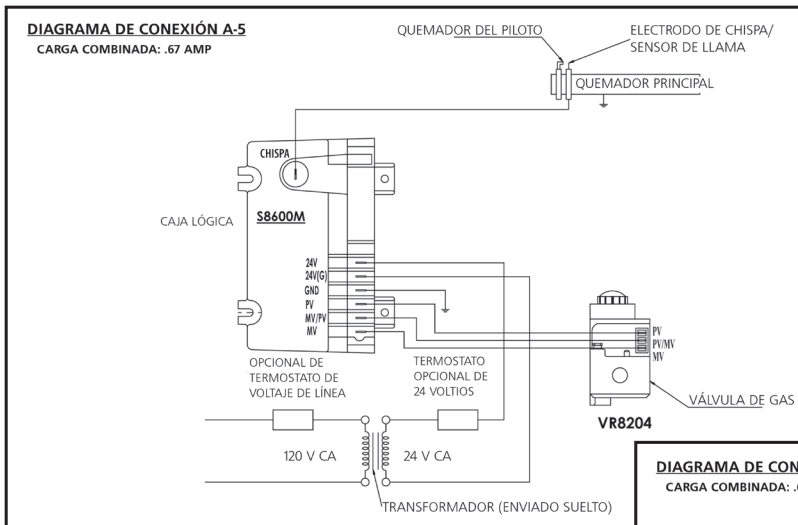 DIAGRAMA DE CONEXIÓN A-5
CARGA COMBINADA: .67 AMP
QUEMADOR DEL PILOTO
ELECTRODO DE CHISPA/
SENSOR DE LLAMA
QUEMADOR PRINCIPAL
CHISPA
CAJA LÓGICA
S8600M
24V
24V(G)
GND
PV
MV/PV
MV
PV
PV/MV
MV
OPCIONAL DE
TERMOSTATO DE
VOLTAJE DE LÍNEA
TERMOSTATO
OPCIONAL DE
24 VOLTIOS
VÁLVULA DE GAS
VR8204
120 V CA
24 V CA
TRANSFORMADOR (ENVIADO SUELTO)
DIAGRAMA DE CON
CARGA COMBINADA: